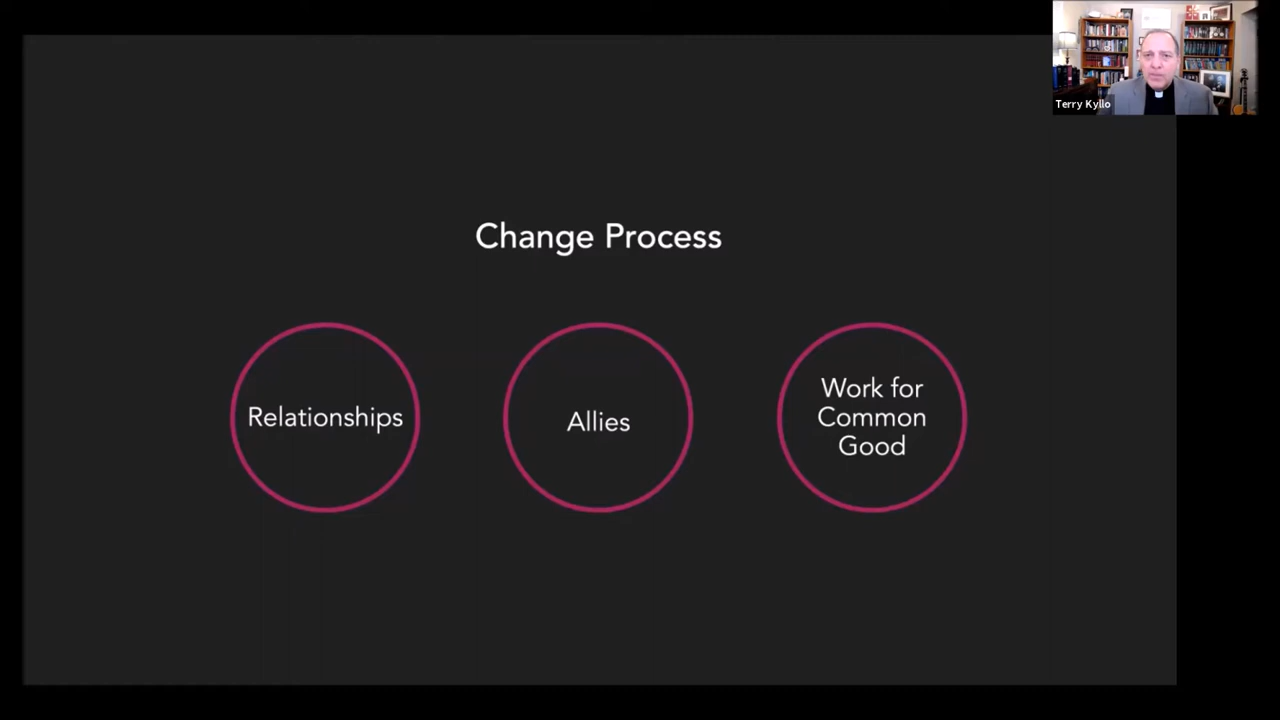 Terry Kyllo
Change Process
Relationships
Allies
Work for
Common
Good